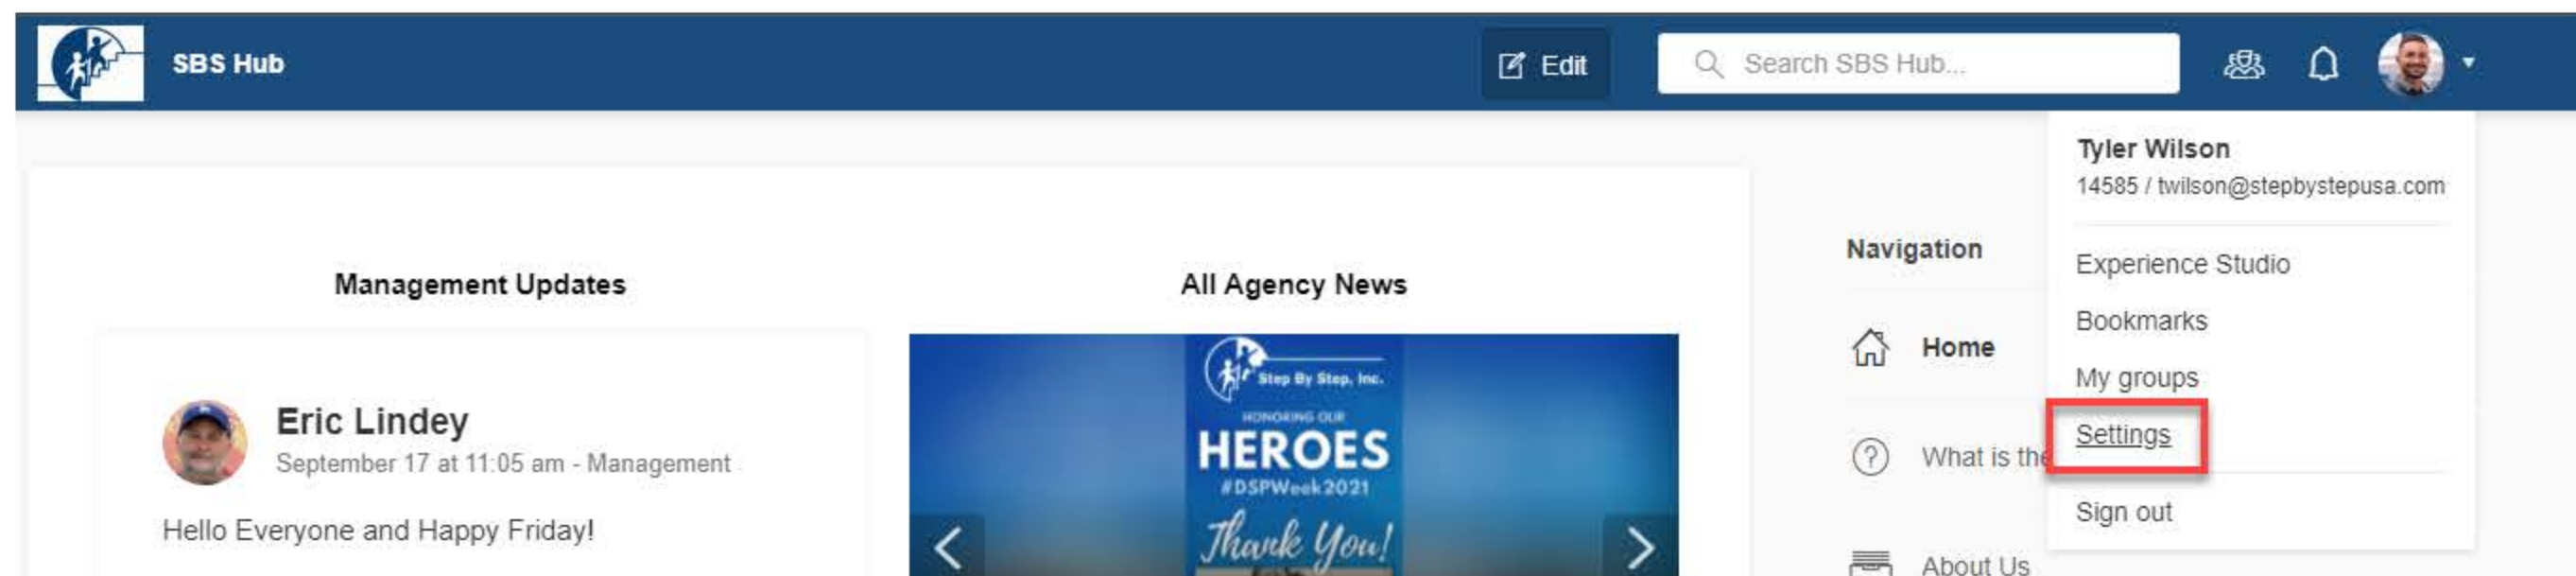 SBS Hub
Edit
Search SBS Hub...
Tyler Wilson
14585 / twilson@stepbystepusa.com
Experience Studio
Bookmarks
My groups
Settings
Sign out
Management Updates
Eric Lindey
September 17 at 11:05 am - Management
Hello Everyone and Happy Friday!
All Agency News
Step By Step, Inc.
HONORING OUR
HEROES
#DSPWeek2021
Thank You!
Navigation
Home
What is the
About Us